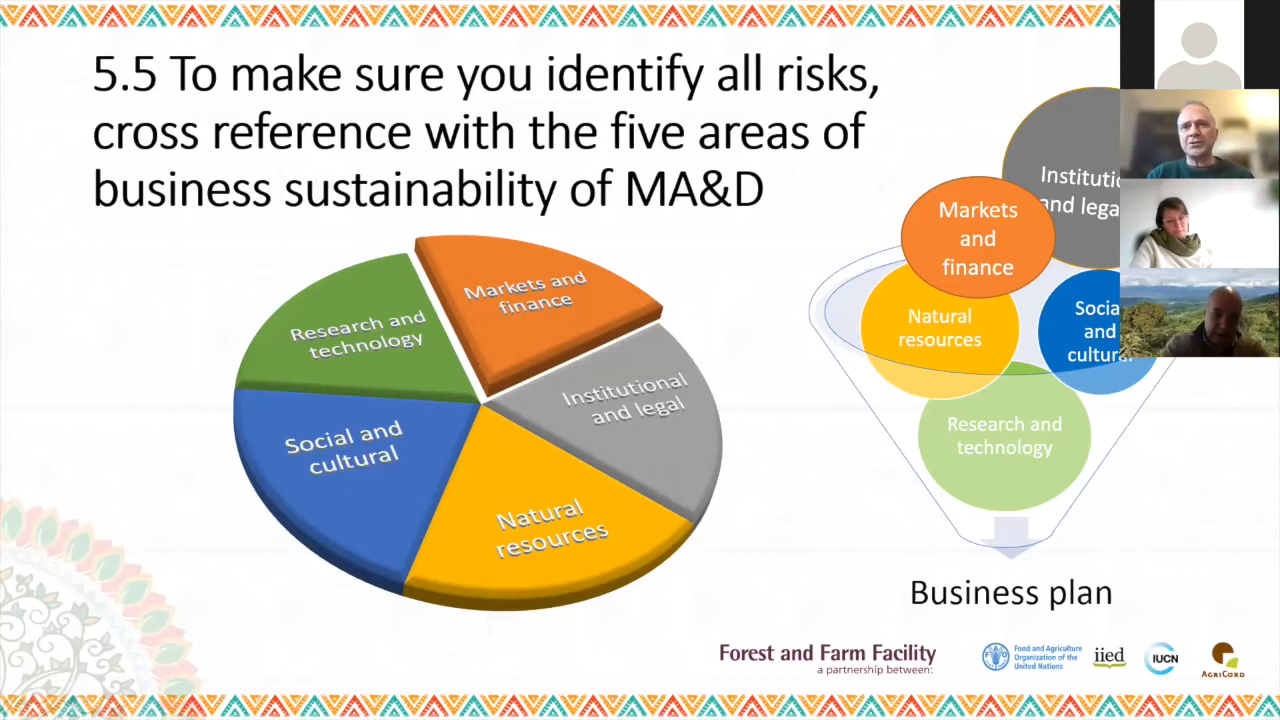 5.5 To make sure you identify all risks,
cross reference with the five areas of
business sustainability of MA&D
Markets and
finance
Research and
technology
Institutional
and legal
Social and
cultural
Natural
resources
Markets
and
finance
and
Natural
resources
and
Research and
technology
Business plan
Forest and Farm Facility
a partnership between:
Food and Agriculture
Organization of the
United Nations
iied
IUCN
AGRICORD